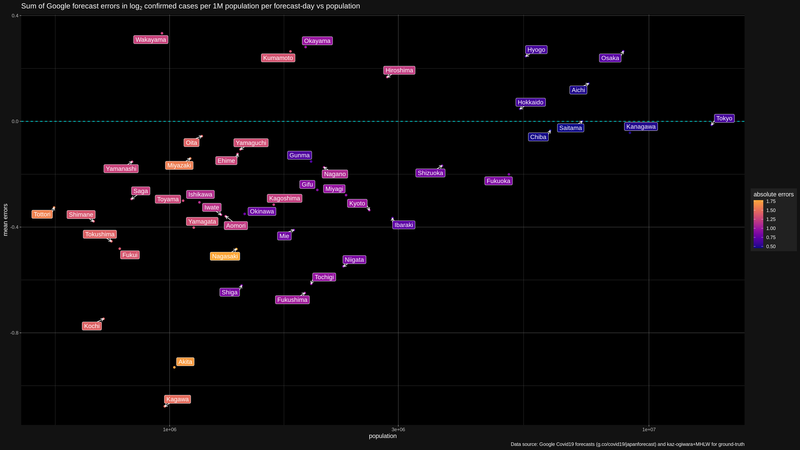 Sum of Google forecast errors in log₂ confirmed cases per 1M population per forecast-day vs population
0.4
Wakayama
Okayama
Hyogo
Kumamoto
Osaka
Hiroshima
Aichi
Hokkaido
Tokyo
0.0
Saitama
Kanagawa
Chiba
Oita
Yamaguchi
Gunma
Ehime
Miyazaki
Yamanashi
Nagano
Shizuoka
Fukuoka
Gifu
Miyagi
Saga
Toyama
Ishikawa
Kagoshima
Kyoto
Iwate
Okinawa
Tottori
Shimane
Yamagata
Aomori
Ibaraki
-0.4
Tokushima
Mie
Fukui
Nagasaki
Niigata
Tochigi
Shiga
Fukushima
Kochi
-0.8
Akita
Kagawa
mean errors
1e+06
3e+06
1e+07
population
absolute errors
1.75
1.50
1.25
1.00
0.75
0.50
Data source: Google Covid19 forecasts (g.co/covid19/japanforecast) and kaz-ogiwara+MHLW for ground-truth